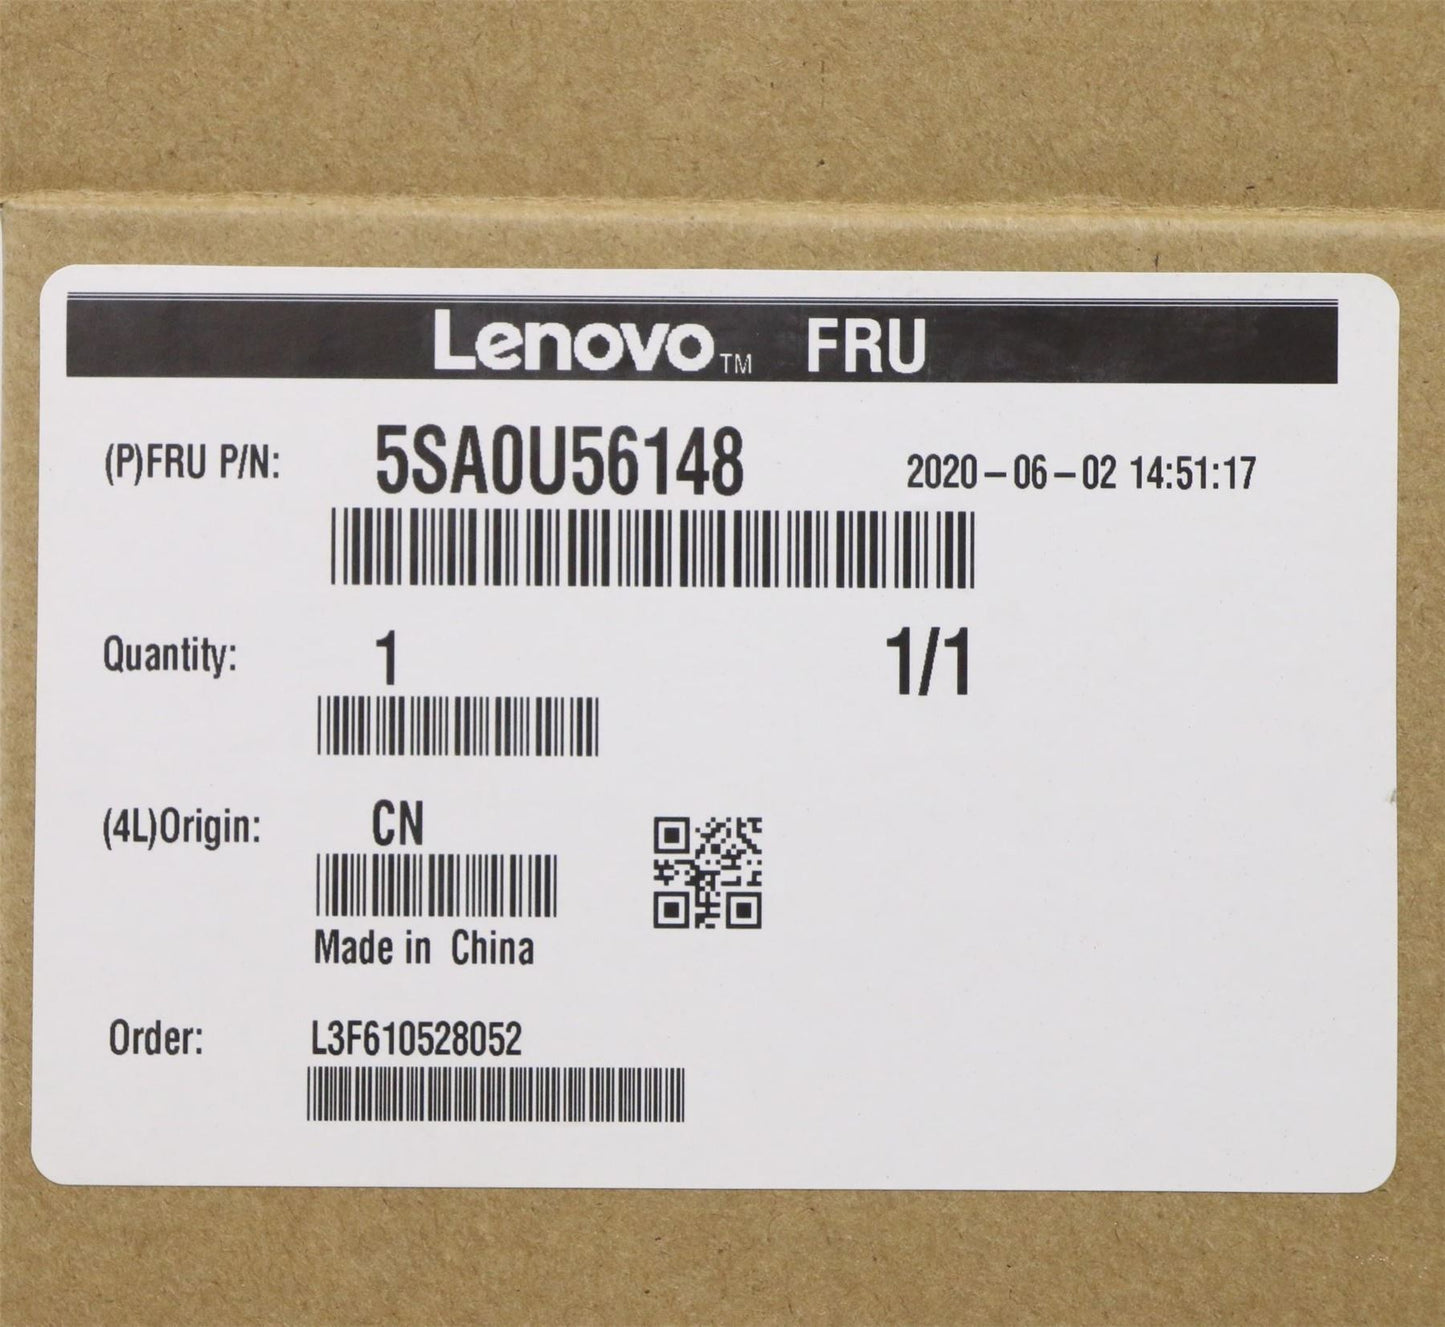 Lenovo™ FRU
(P)FRU P/N: 5SA0U56148 2020-06-02 14:51:17
Quantity: 1 1/1
(4L)Origin: CN
Made in China
Order: L3F610528052